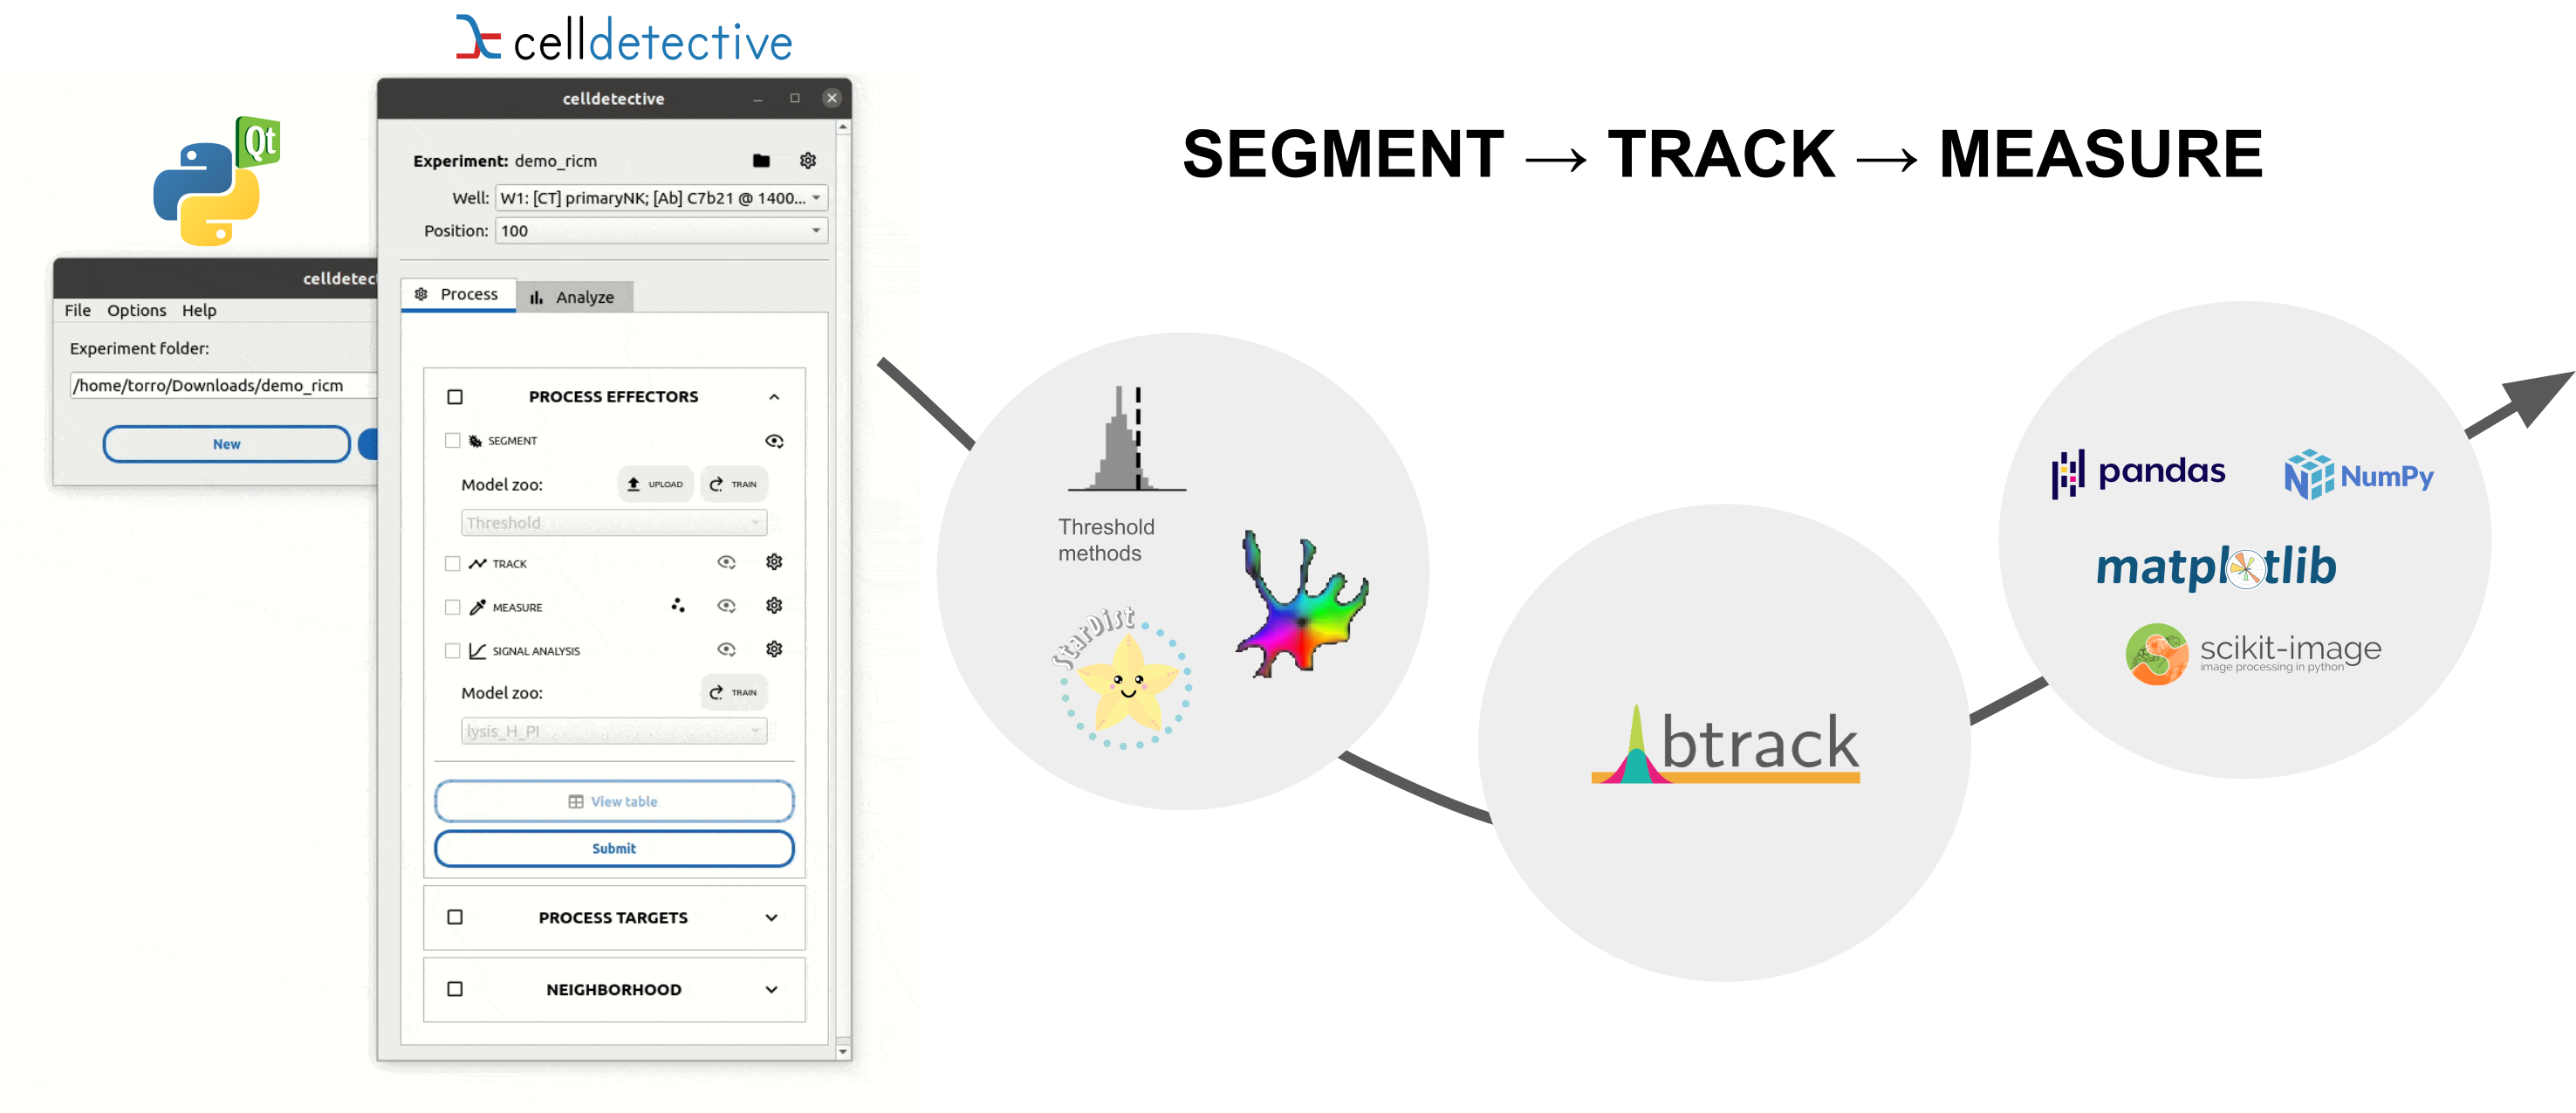 celldetective
Qt
celldetec
File Options Help
Experiment folder:
/home/torro/Downloads/demo_ricm
New
celldetective
Experiment: demo_ricm
Well: W1: [CT] primaryNK; [Ab] C7b21 @ 1400...
Position: 100
Process
Analyze
PROCESS EFFECTORS
SEGMENT
Model zoo: UPLOAD TRAIN
Threshold
TRACK
MEASURE
SIGNAL ANALYSIS
Model zoo: TRAIN
lysis_H_PI
View table
Submit
PROCESS TARGETS
NEIGHBORHOOD
SEGMENT → TRACK → MEASURE
Threshold
methods
StarDist
btrack
pandas
NumPy
matplotlib
scikit-image
image processing in python